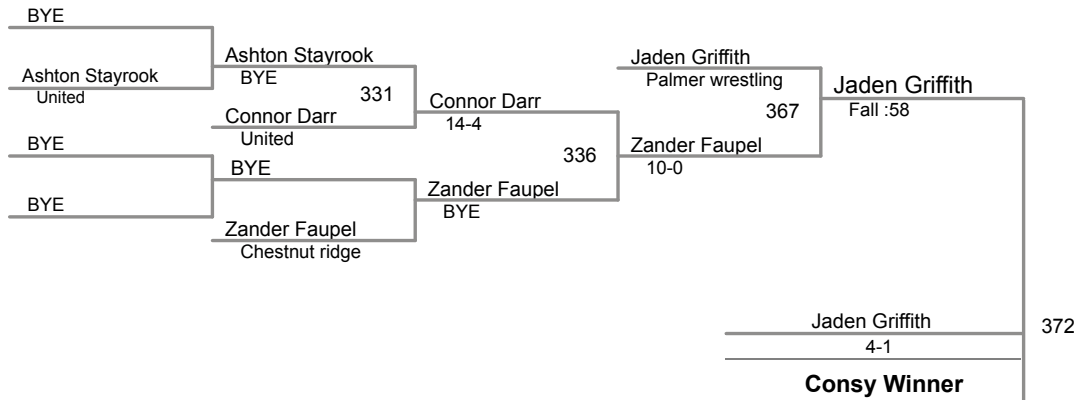 BYE
Ashton Stayrook
United
BYE
BYE
Ashton Stayrook
BYE
331
Connor Darr
United
BYE
Zander Faupel
Chestnut ridge
Connor Darr
14-4
336
Zander Faupel
BYE
Jaden Griffith
Palmer wrestling
367
Zander Faupel
10-0
Jaden Griffith
Fall :58
Jaden Griffith
4-1
Consy Winner
372